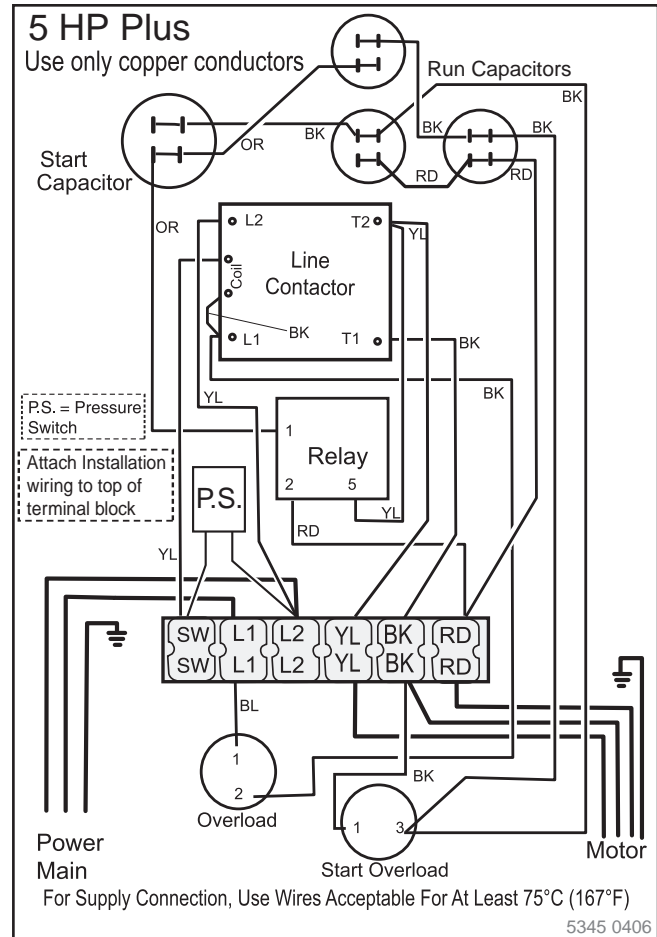 5 HP Plus
Use only copper conductors
Run Capacitors
BK
BK
BK
BK
OR
Start
Capacitor
RD
RD
OR
L2
T2
YL
Coil
Line
Contactor
BK
L1
T1
BK
YL
BK
P.S. = Pressure
Switch
1
Relay
2
5
Attach Installation
wiring to top of
terminal block
P.S.
YL
RD
YL
SW
L1
L2
YL
BK
RD
SW
L1
L2
YL
BK
RD
BL
1
2
Overload
BK
1
3
Start Overload
Power
Main
Motor
For Supply Connection, Use Wires Acceptable For At Least 75°C (167°F)
5345 0406